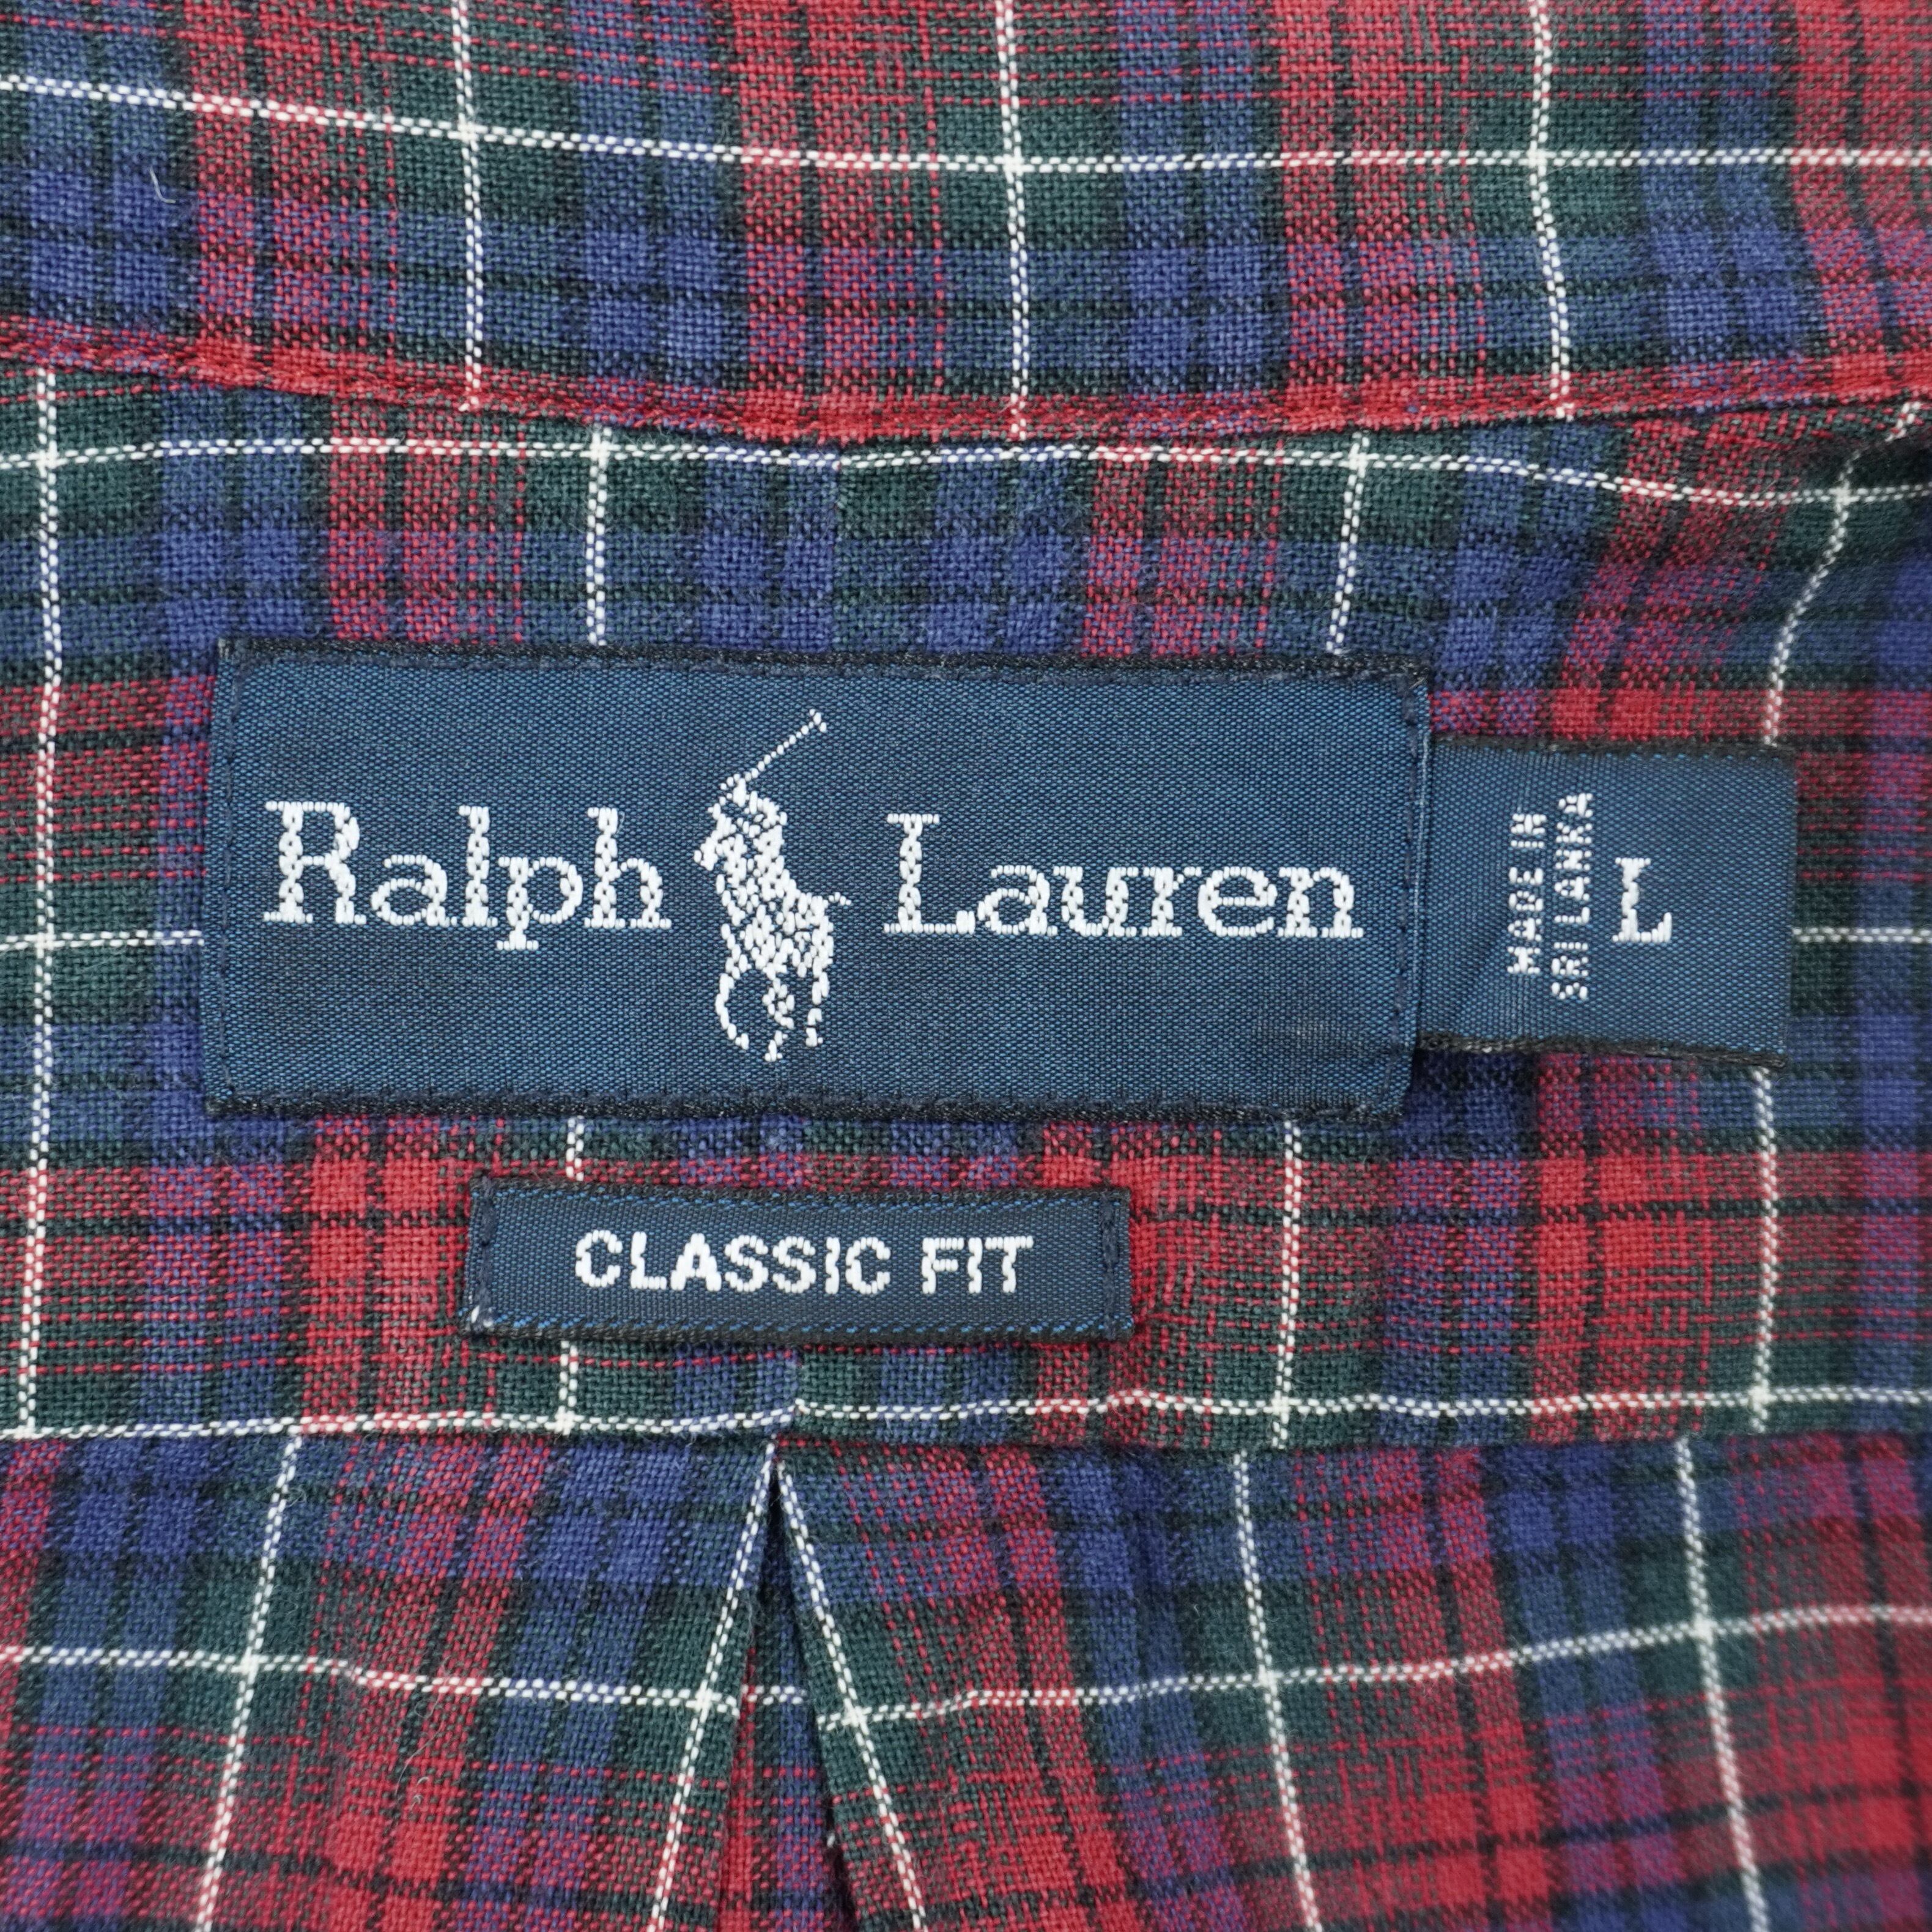 Ralph Lauren
MADE IN
SRI LANKA
L
CLASSIC FIT